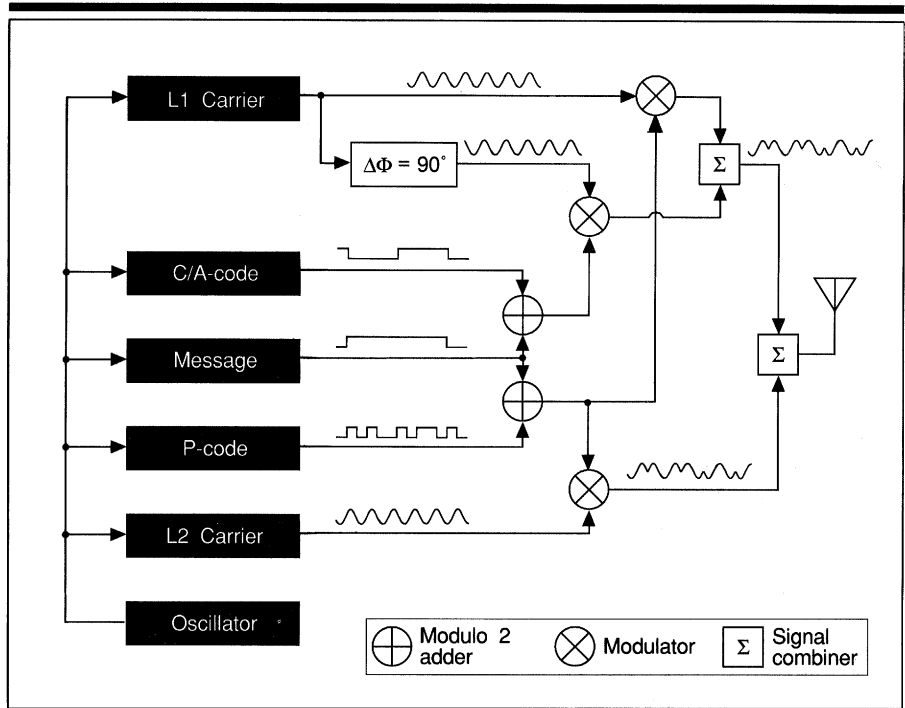 L1 Carrier
ΔΦ = 90°
Σ
C/A-code
Message
Σ
P-code
L2 Carrier
Oscillator
Modulo 2
adder
Modulator
Σ
Signal
combiner